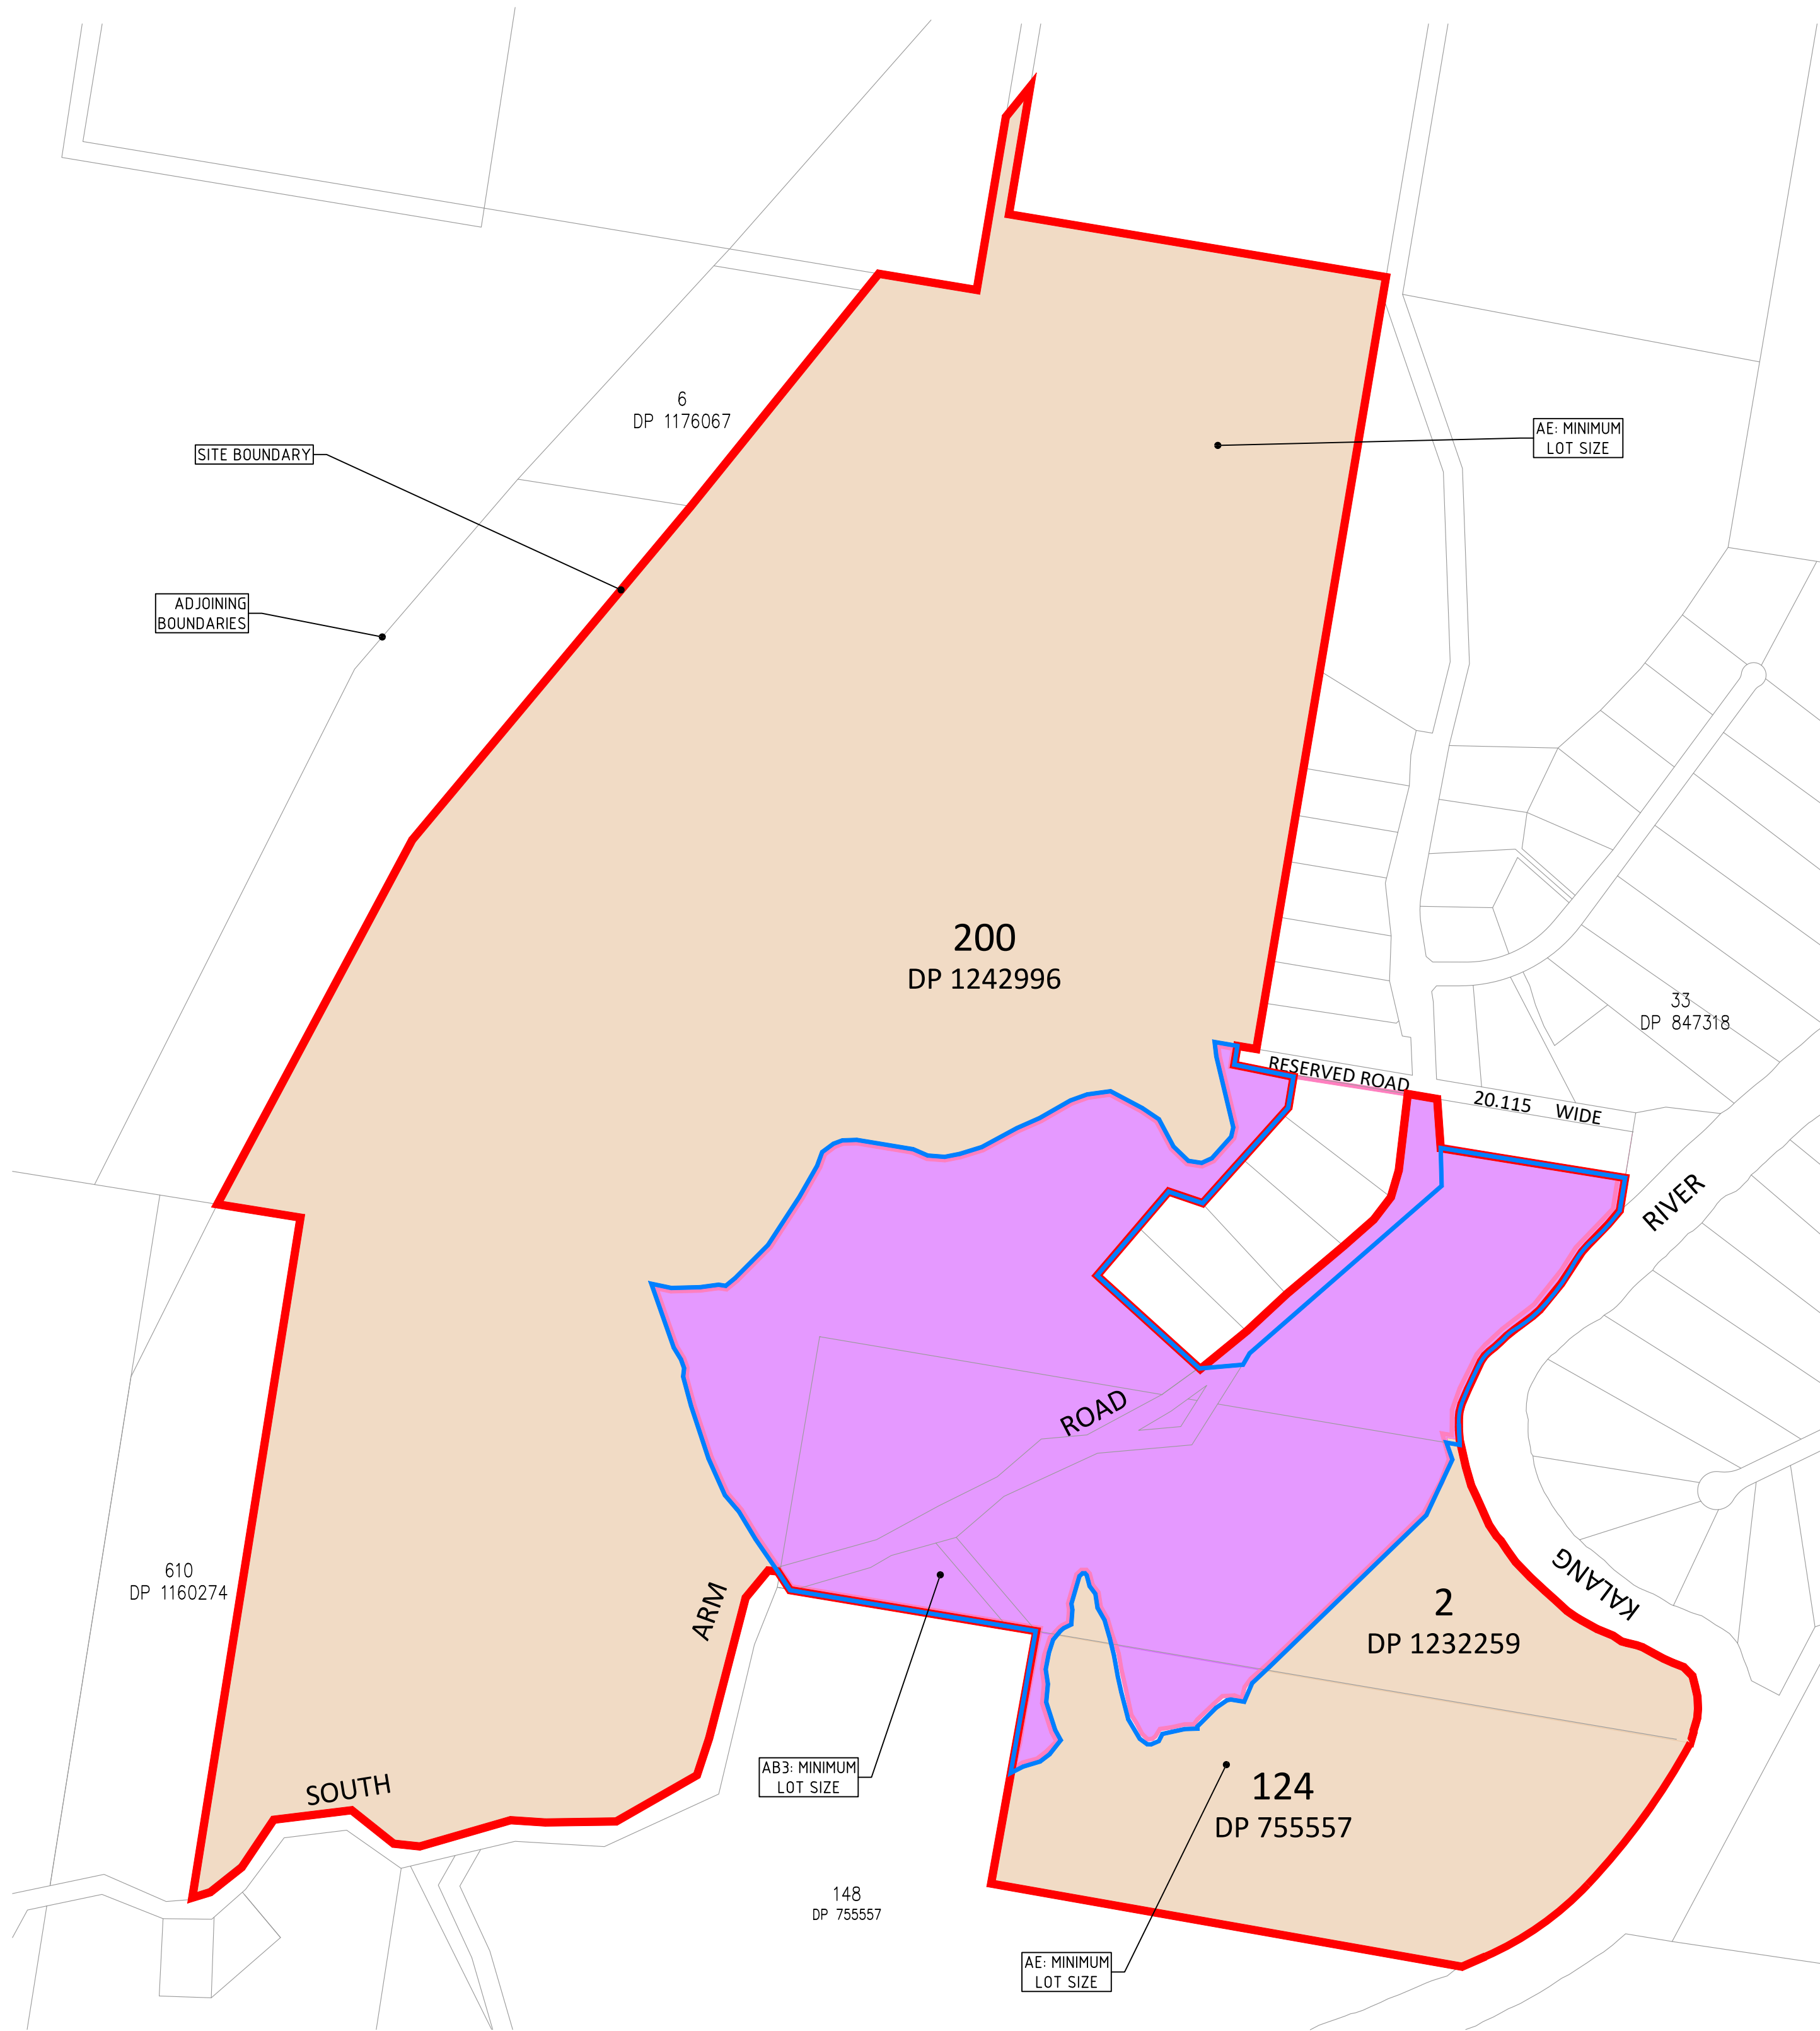 6
DP 1176067
AE: MINIMUM
LOT SIZE
SITE BOUNDARY
ADJOINING
BOUNDARIES
200
DP 1242996
33
DP 847318
RESERVED ROAD
20.115 WIDE
RIVER
ROAD
610
DP 1160274
KALANG
ARM
2
DP 1232259
AB3: MINIMUM
LOT SIZE
SOUTH
124
DP 755557
148
DP 755557
AE: MINIMUM
LOT SIZE